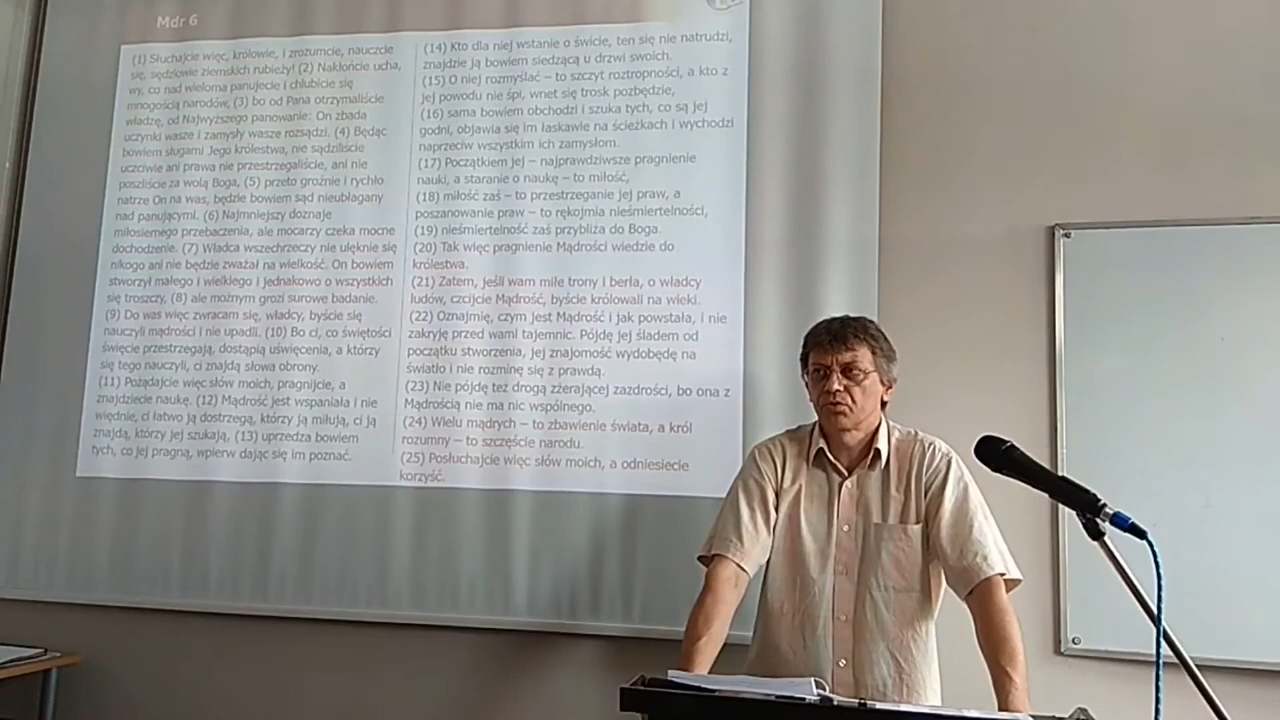 Mdr 6
(1) Słuchajcie więc, królowie, i zrozumcie, nauczcie
się, sędziowie ziemskich rubieży! (2) Nakłońcie ucha,
wy, co nad wieloma panujecie i chlubicie się
mnogością narodów, (3) bo od Pana otrzymaliście
władzę, od Najwyższego panowanie: On zbada
uczynki wasze i zamysły wasze rozsądzi. (4) Będąc
bowiem sługami Jego królestwa, nie sądziliście
uczciwie ani prawa nie przestrzegaliście, ani nie
poszliście za wolą Boga, (5) przeto groźnie i rychło
natrze On na was, będzie bowiem sąd nieubłagany
nad panującymi. (6) Najmniejszy doznaje
miłosiernego przebaczenia, ale mocarzy czeka mocne
dochodzenie. (7) Władca wszechrzeczy nie ulęknie się
nikogo ani nie będzie zważał na wielkość. On bowiem
stworzył małego i wielkiego i jednakowo o wszystkich
się troszczy, (8) ale możnym grozi surowe badanie.
(9) Do was więc zwracam się, władcy, byście się
nauczyli mądrości i nie upadli. (10) Bo ci, co świętości
święcie przestrzegają, dostąpią uświęcenia, a którzy
się tego nauczyli, ci znajdą słowa obrony.
(11) Pożądajcie więc słów moich, pragnijcie, a
znajdziecie naukę. (12) Mądrość jest wspaniała i nie
więdnie, ci łatwo ją dostrzegą, którzy ją miłują, ci ją
znajdą, którzy jej szukają, (13) uprzedza bowiem
tych, co jej pragną, wpierw dając się im poznać.
(14) Kto dla niej wstanie o świcie, ten się nie natrudzi,
znajdzie ją bowiem siedzącą u drzwi swoich.
(15) O niej rozmyślać – to szczyt roztropności, a kto z
jej powodu nie śpi, wnet się trosk pozbędzie,
(16) sama bowiem obchodzi i szuka tych, co są jej
godni, objawia się im łaskawie na ścieżkach i wychodzi
naprzeciw wszystkim ich zamysłom.
(17) Początkiem jej – najprawdziwsze pragnienie
nauki, a staranie o naukę – to miłość,
(18) miłość zaś – to przestrzeganie jej praw, a
poszanowanie praw – to rękojmia nieśmiertelności,
(19) nieśmiertelność zaś przybliża do Boga.
(20) Tak więc pragnienie Mądrości wiedzie do
królestwa.
(21) Zatem, jeśli wam miłe trony i berła, o władcy
ludów, czcijcie Mądrość, byście królowali na wieki.
(22) Oznajmię, czym jest Mądrość i jak powstała, i nie
zakryję przed wami tajemnic. Pójdę jej śladem od
początku stworzenia, jej znajomość wydobędę na
światło i nie rozminę się z prawdą.
(23) Nie pójdę też drogą zżerającej zazdrości, bo ona z
Mądrością nie ma nic wspólnego.
(24) Wielu mądrych – to zbawienie świata, a król
rozumny – to szczęście narodu.
(25) Posłuchajcie więc słów moich, a odniesiecie
korzyść.